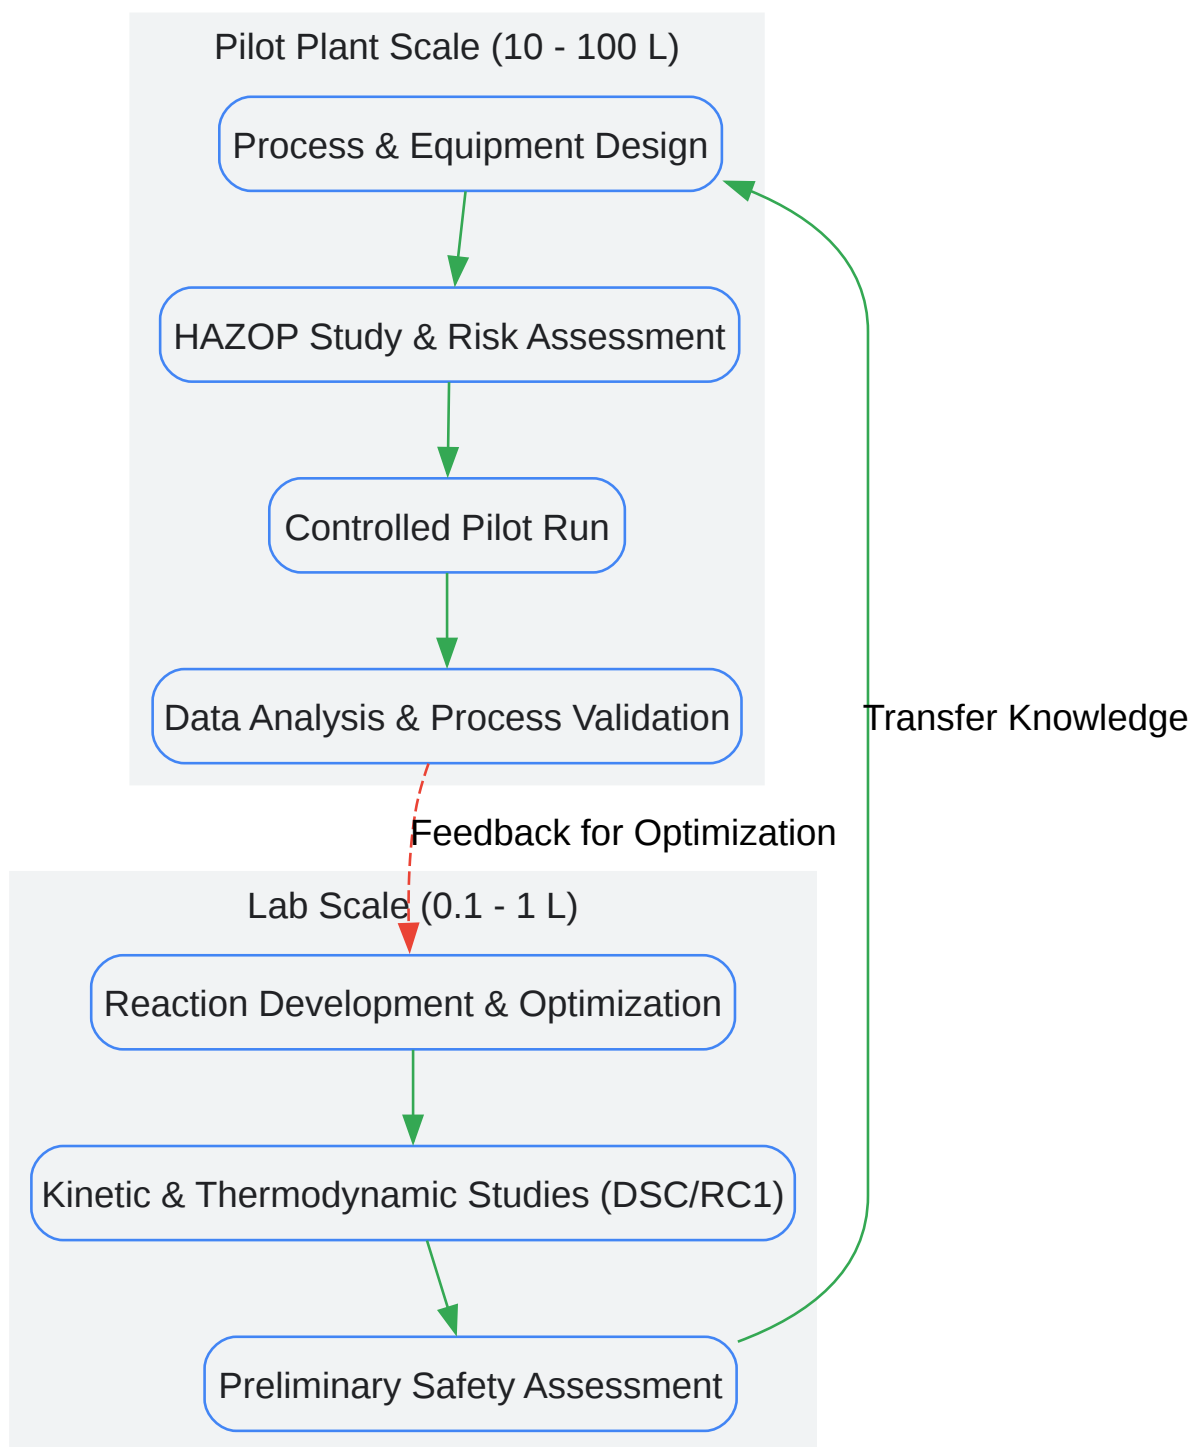 Pilot Plant Scale (10 - 100 L)
Process & Equipment Design
HAZOP Study & Risk Assessment
Controlled Pilot Run
Data Analysis & Process Validation
Transfer Knowledge
Feedback for Optimization
Lab Scale (0.1 - 1 L)
Reaction Development & Optimization
Kinetic & Thermodynamic Studies (DSC/RC1)
Preliminary Safety Assessment